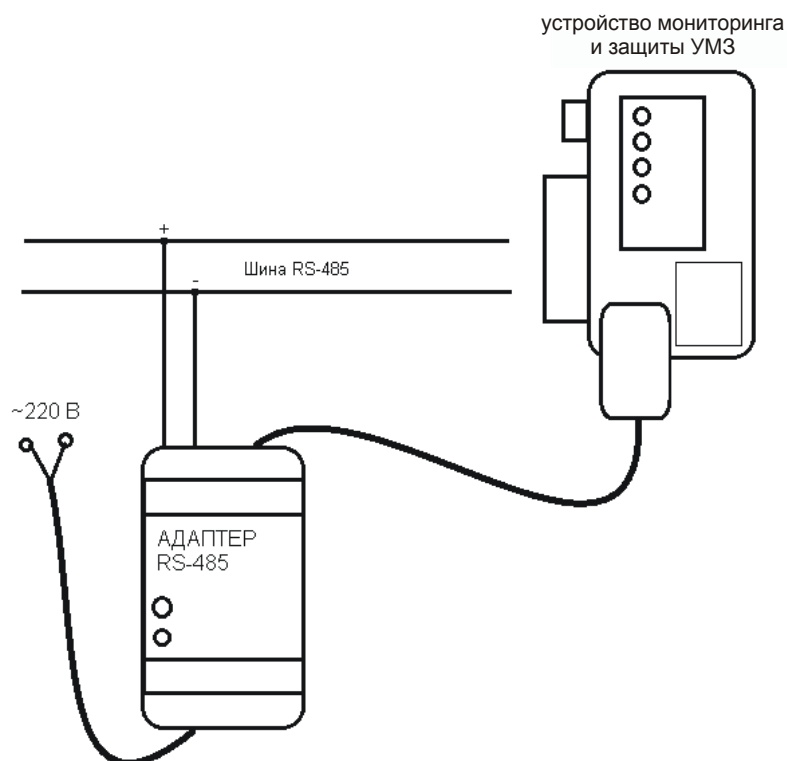 устройство мониторинга
и защиты УМЗ
+
Шина RS-485
-
~220 В
АДАПТЕР
RS-485